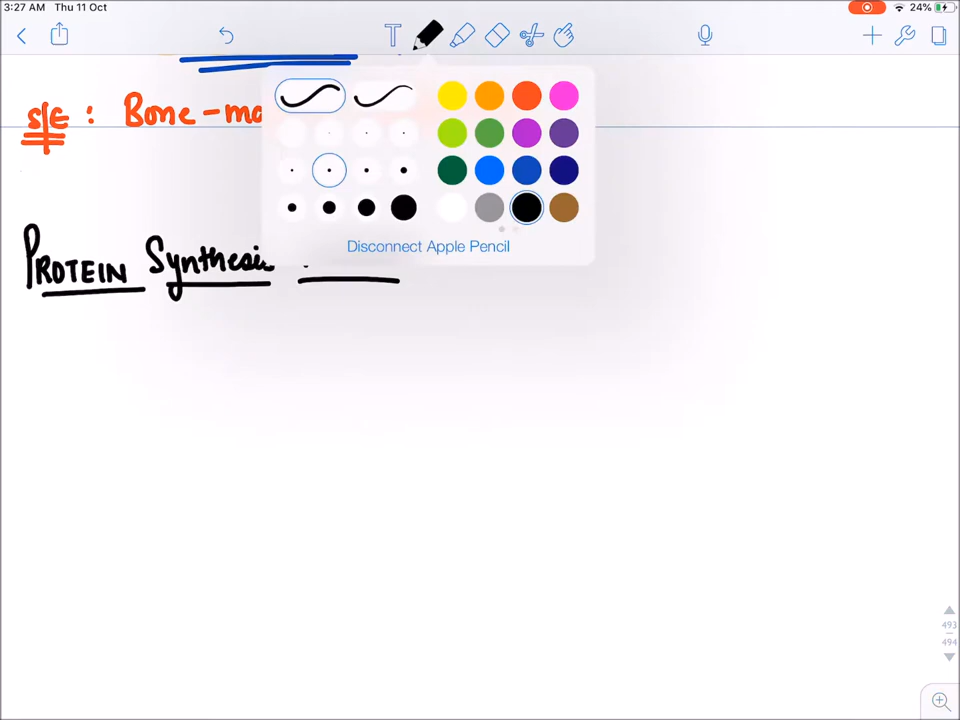 3:27 AM Thu 11 Oct 24%
T
S/E : Bone-ma
PROTEIN Synthesis
Disconnect Apple Pencil
493
494